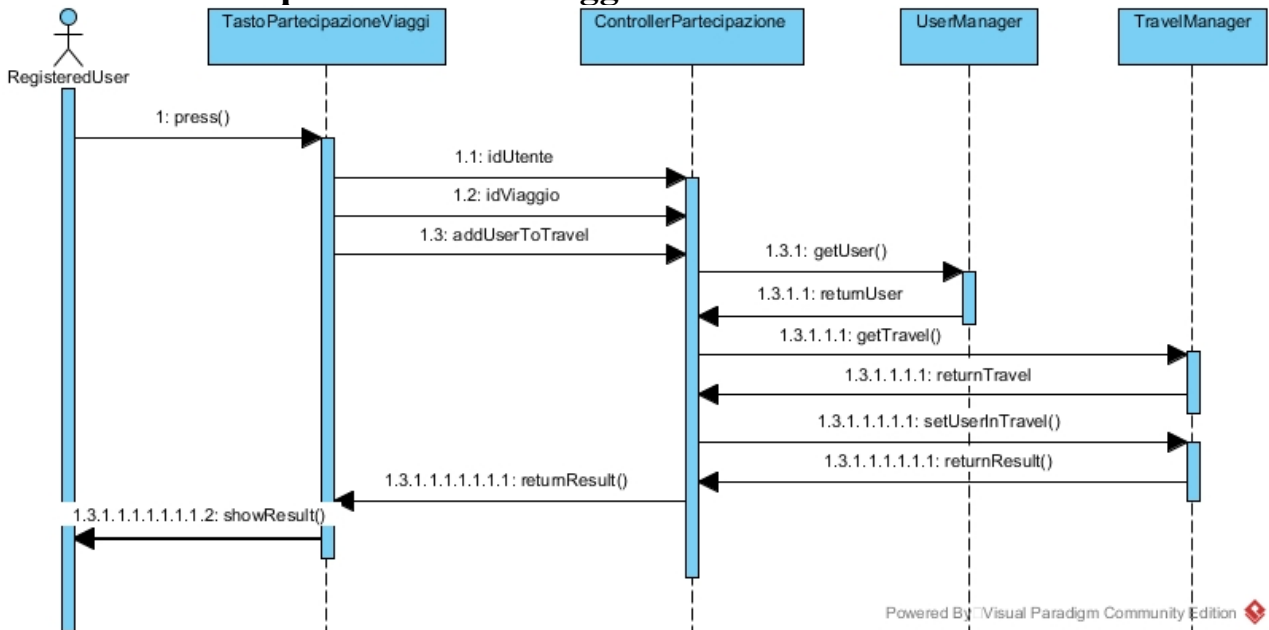 TastoPartecipazioneViaggi
ControllerPartecipazione
UserManager
TravelManager
RegisteredUser
1: press()
1.1: idUtente
1.2: idViaggio
1.3: addUserToTravel
1.3.1: getUser()
1.3.1.1: returnUser
1.3.1.1.1: getTravel()
1.3.1.1.1.1: returnTravel
1.3.1.1.1.1.1: setUserInTravel()
1.3.1.1.1.1.1.1: returnResult()
1.3.1.1.1.1.1.1.1: returnResult()
1.3.1.1.1.1.1.1.1.2: showResult()
Powered By Visual Paradigm Community Edition